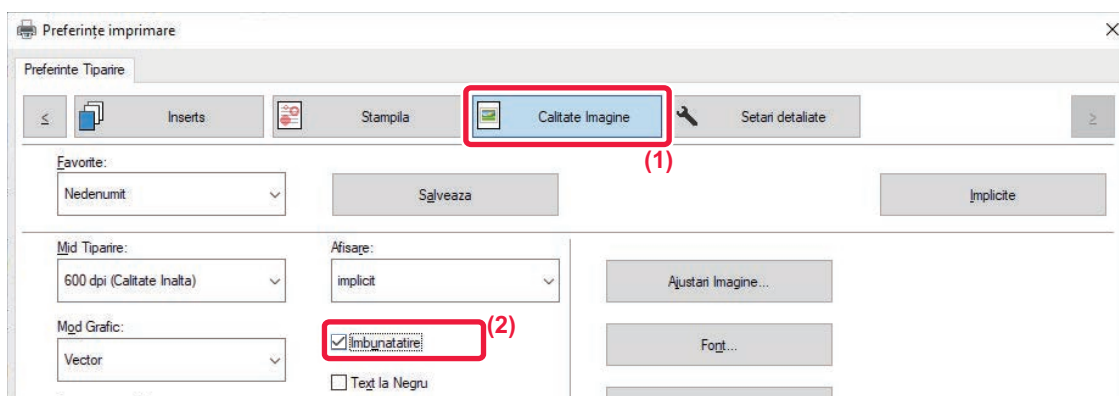 Preferințe imprimare
Preferinte Tiparire
< Inserts Stampila Calitate Imagine Setari detaliate >
(1)
Favorite:
Nedenumit Salveaza Implicite
Mid Tiparire: Afisare:
600 dpi (Calitate Inalta) implicit Ajustari Imagine...
Mod Grafic: (2)
Vector Imbunatatire Font...
Text la Negru